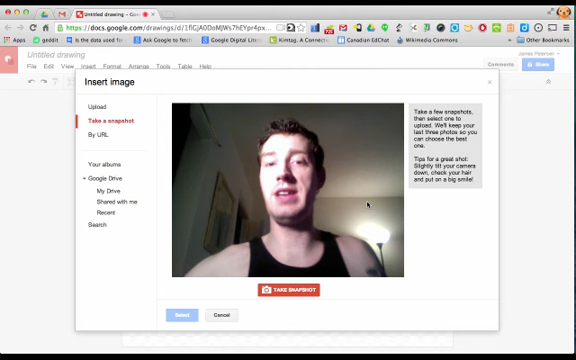 Untitled drawing
https://docs.google.com/drawings/d/1
Apps
geddit
Is the data used f
Ask Google to fetch
Google Digital Litera
Kimtag, A Connecte
Canadian EdChat
Wikimedia Commons
Other Bookmarks
Untitled drawing
File Edit View Insert Format Arrange Tools Table Help
Comments
Share
Insert image
Upload
Take a snapshot
By URL
Your albums
Google Drive
My Drive
Shared with me
Recent
Search
Take a few snapshots,
then select one to
upload. We'll keep your
last three photos so you
can choose the best
one.
Tips for a great shot:
Slightly tilt your camera
down, check your hair
and put on a big smile!
TAKE SNAPSHOT
Select
Cancel